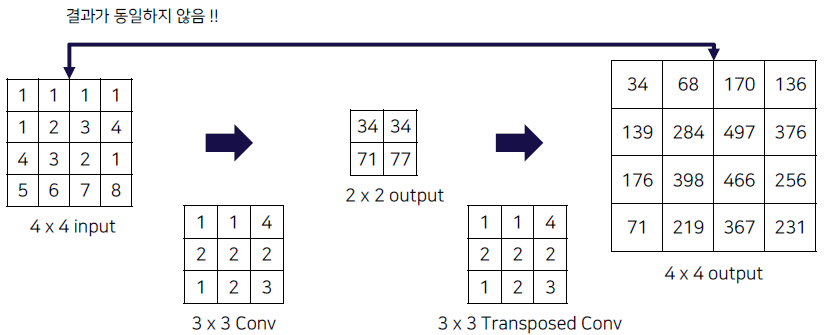 결과가 동일하지 않음 !!
1 1 1 1
1 2 3 4
4 3 2 1
5 6 7 8
4 x 4 input
1 1 4
2 2 2
1 2 3
3 x 3 Conv
34 34
71 77
2 x 2 output
1 1 4
2 2 2
1 2 3
3 x 3 Transposed Conv
34 68 170 136
139 284 497 376
176 398 466 256
71 219 367 231
4 x 4 output